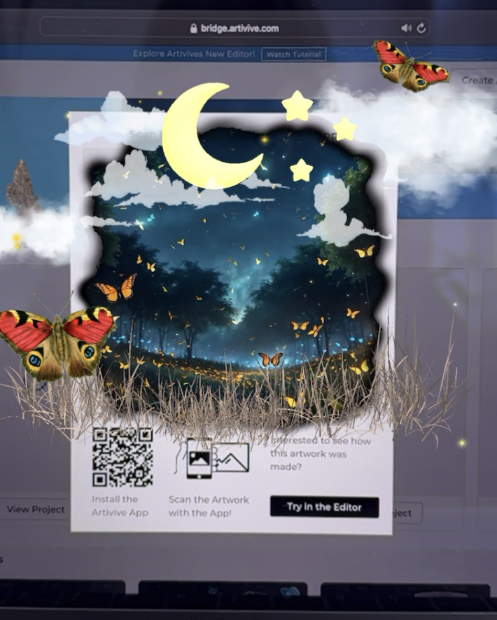 bridge.artivive.com
Explore Artivives New Editor!
Watch Tutorial!
Create
Interested to see how
this artwork was
made?
Install the
Artivive App
Scan the Artwork
with the App!
Try in the Editor
View Project